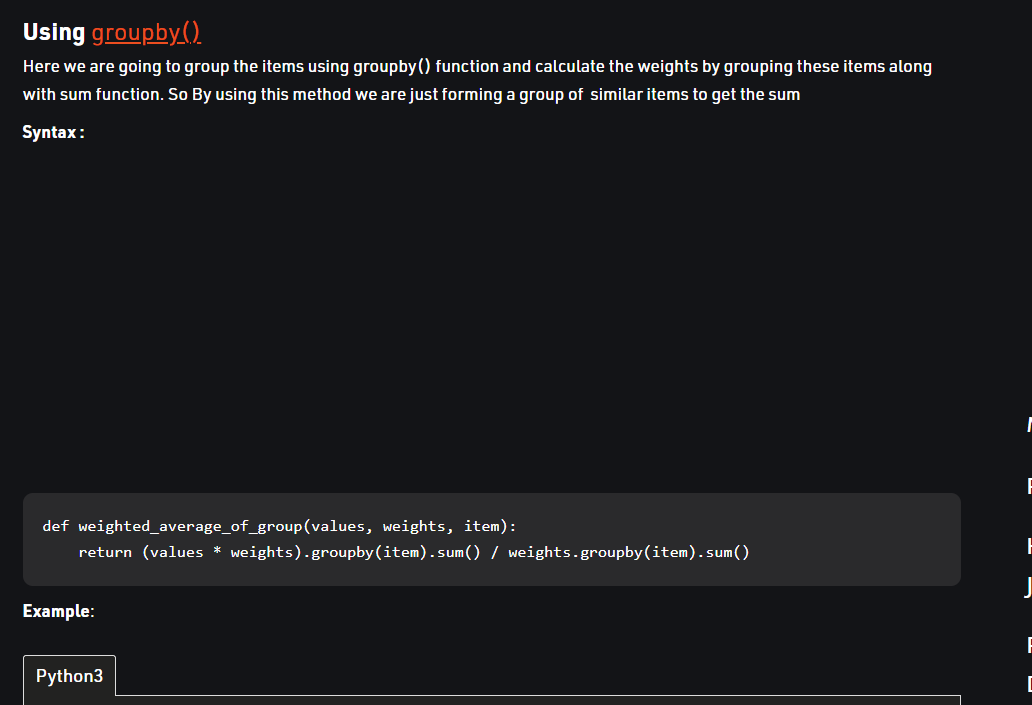 Using groupby()
Here we are going to group the items using groupby() function and calculate the weights by grouping these items along
with sum function. So By using this method we are just forming a group of  similar items to get the sum
Syntax :
def weighted_average_of_group(values, weights, item):
    return (values * weights).groupby(item).sum() / weights.groupby(item).sum()
Example:
Python3